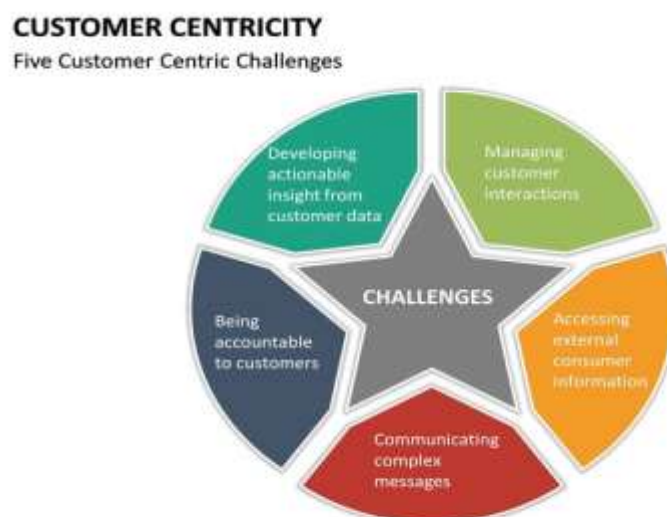 CUSTOMER CENTRICITY
Five Customer Centric Challenges
Developing
actionable
insight from
customer data
Managing
customer
interactions
CHALLENGES
Being
accountable
to customers
Accessing
external
consumer
information
Communicating
complex
messages